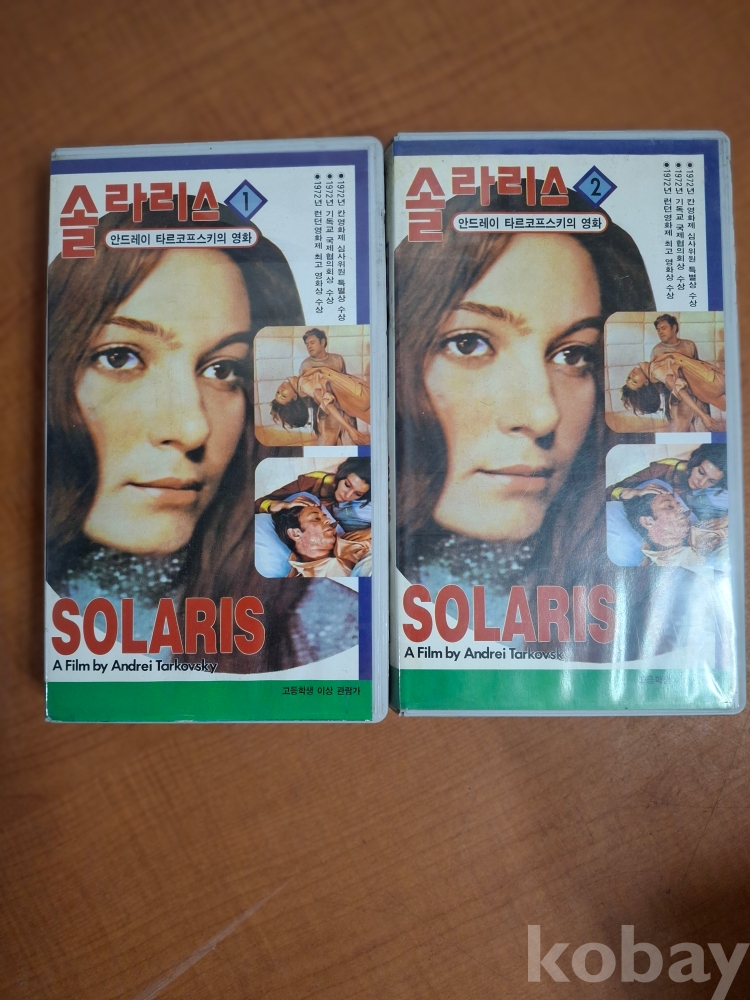 솔라리스 1
안드레이 타르코프스키의 영화
● 1972년 칸영화제 심사위원 특별상 수상
● 1972년 기독교 국제협의회상 수상
● 1972년 런던영화제 최고 영화상 수상
SOLARIS
A Film by Andrei Tarkovsky
고등학생 이상 관람가
솔라리스 2
안드레이 타르코프스키의 영화
● 1972년 칸영화제 심사위원 특별상 수상
● 1972년 기독교 국제협의회상 수상
● 1972년 런던영화제 최고 영화상 수상
SOLARIS
A Film by Andrei Tarkovsk
고등학생
kobay